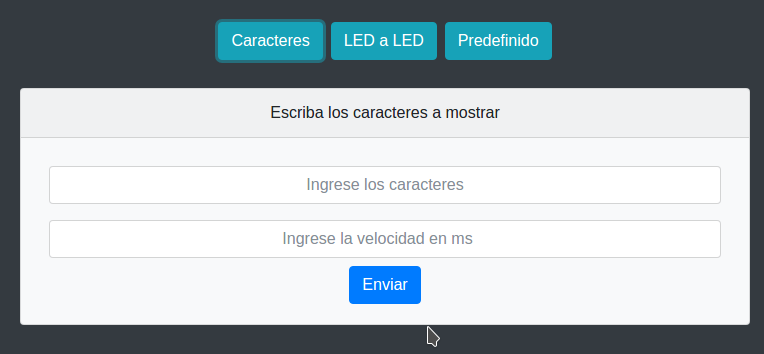 Caracteres LED a LED Predefinido
Escriba los caracteres a mostrar
Ingrese los caracteres
Ingrese la velocidad en ms
Enviar